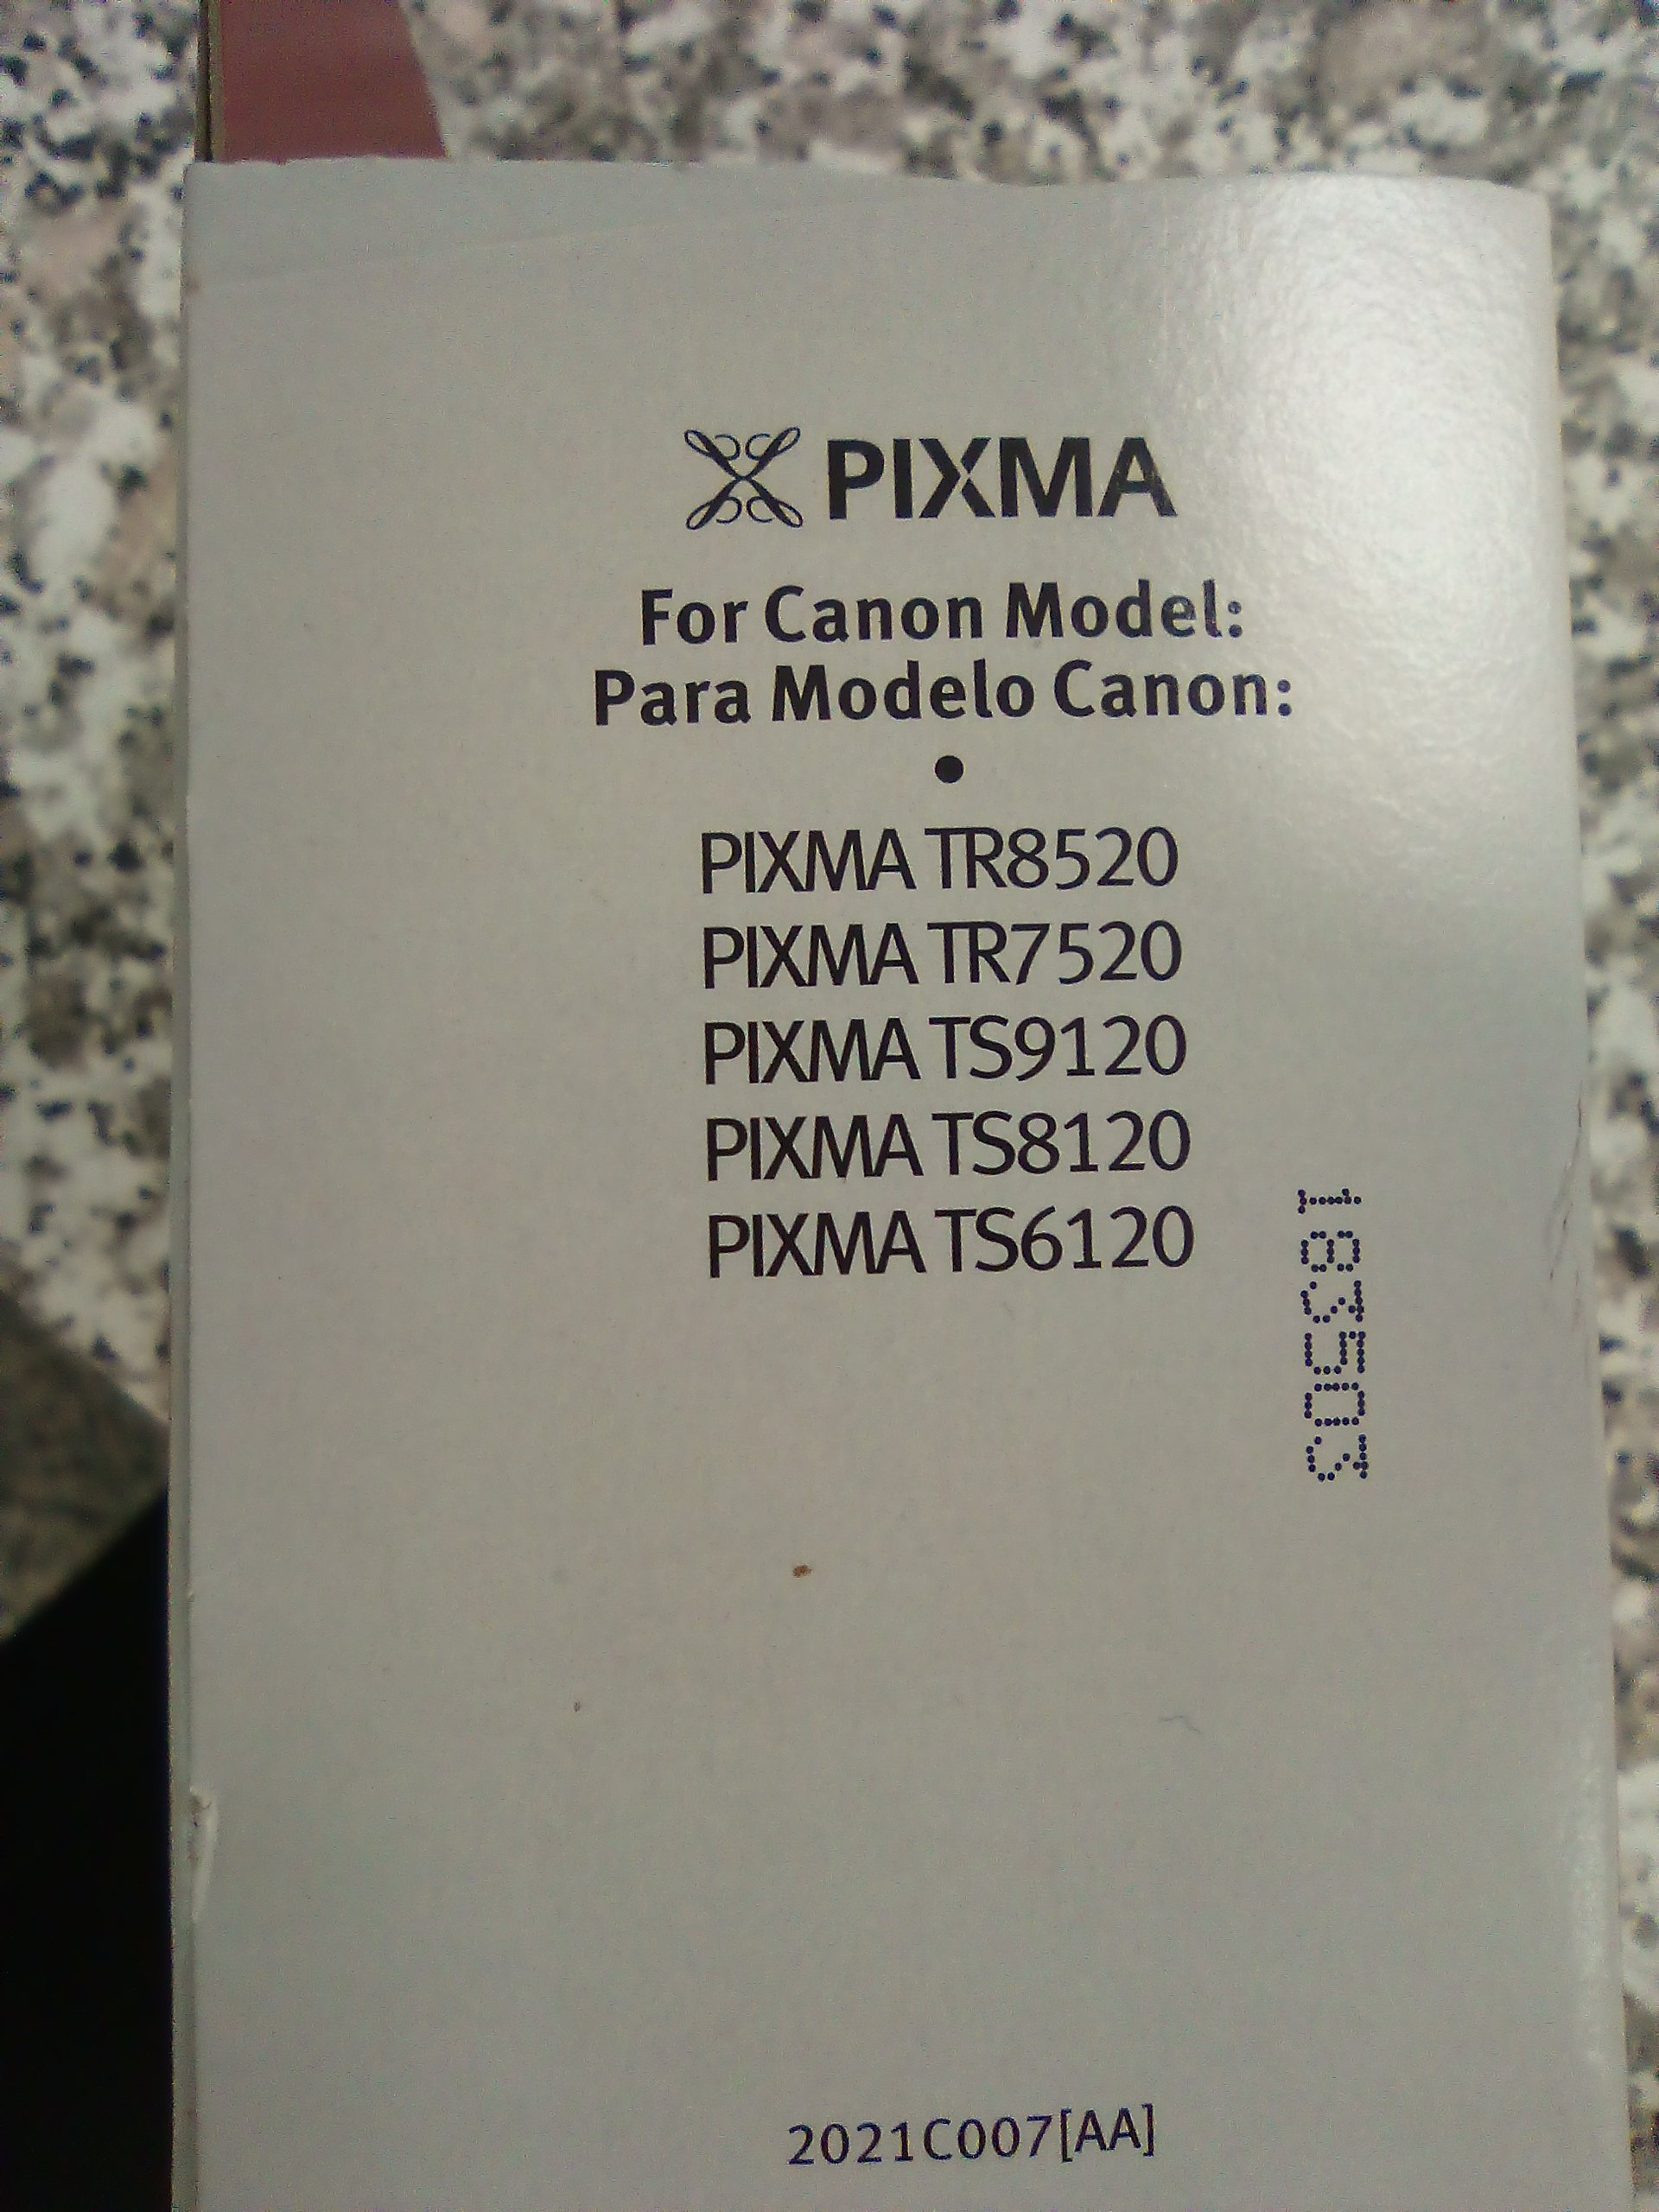 PIXMA
For Canon Model:
Para Modelo Canon:
•
PIXMA TR8520
PIXMA TR7520
PIXMA TS9120
PIXMA TS8120
PIXMA TS6120
205281
2021C007[AA]